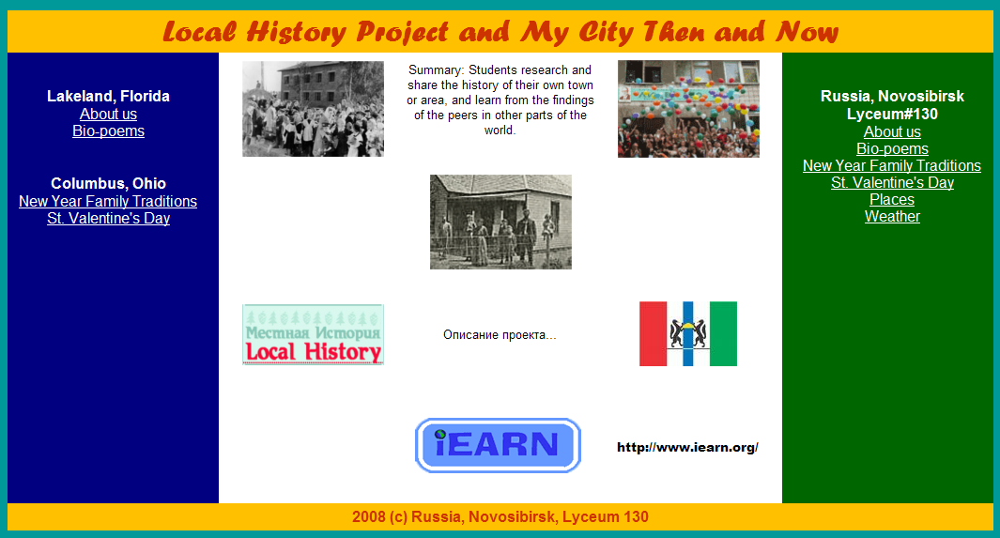 Local History Project and My City Then and Now
Lakeland, Florida
About us
Bio-poems
Columbus, Ohio
New Year Family Traditions
St. Valentine's Day
Summary: Students research and
share the history of their own town
or area, and learn from the findings
of the peers in other parts of the
world.
Местная История
Local History
Описание проекта...
iEARN
http://www.iearn.org/
Russia, Novosibirsk
Lyceum#130
About us
Bio-poems
New Year Family Traditions
St. Valentine's Day
Places
Weather
2008 (c) Russia, Novosibirsk, Lyceum 130